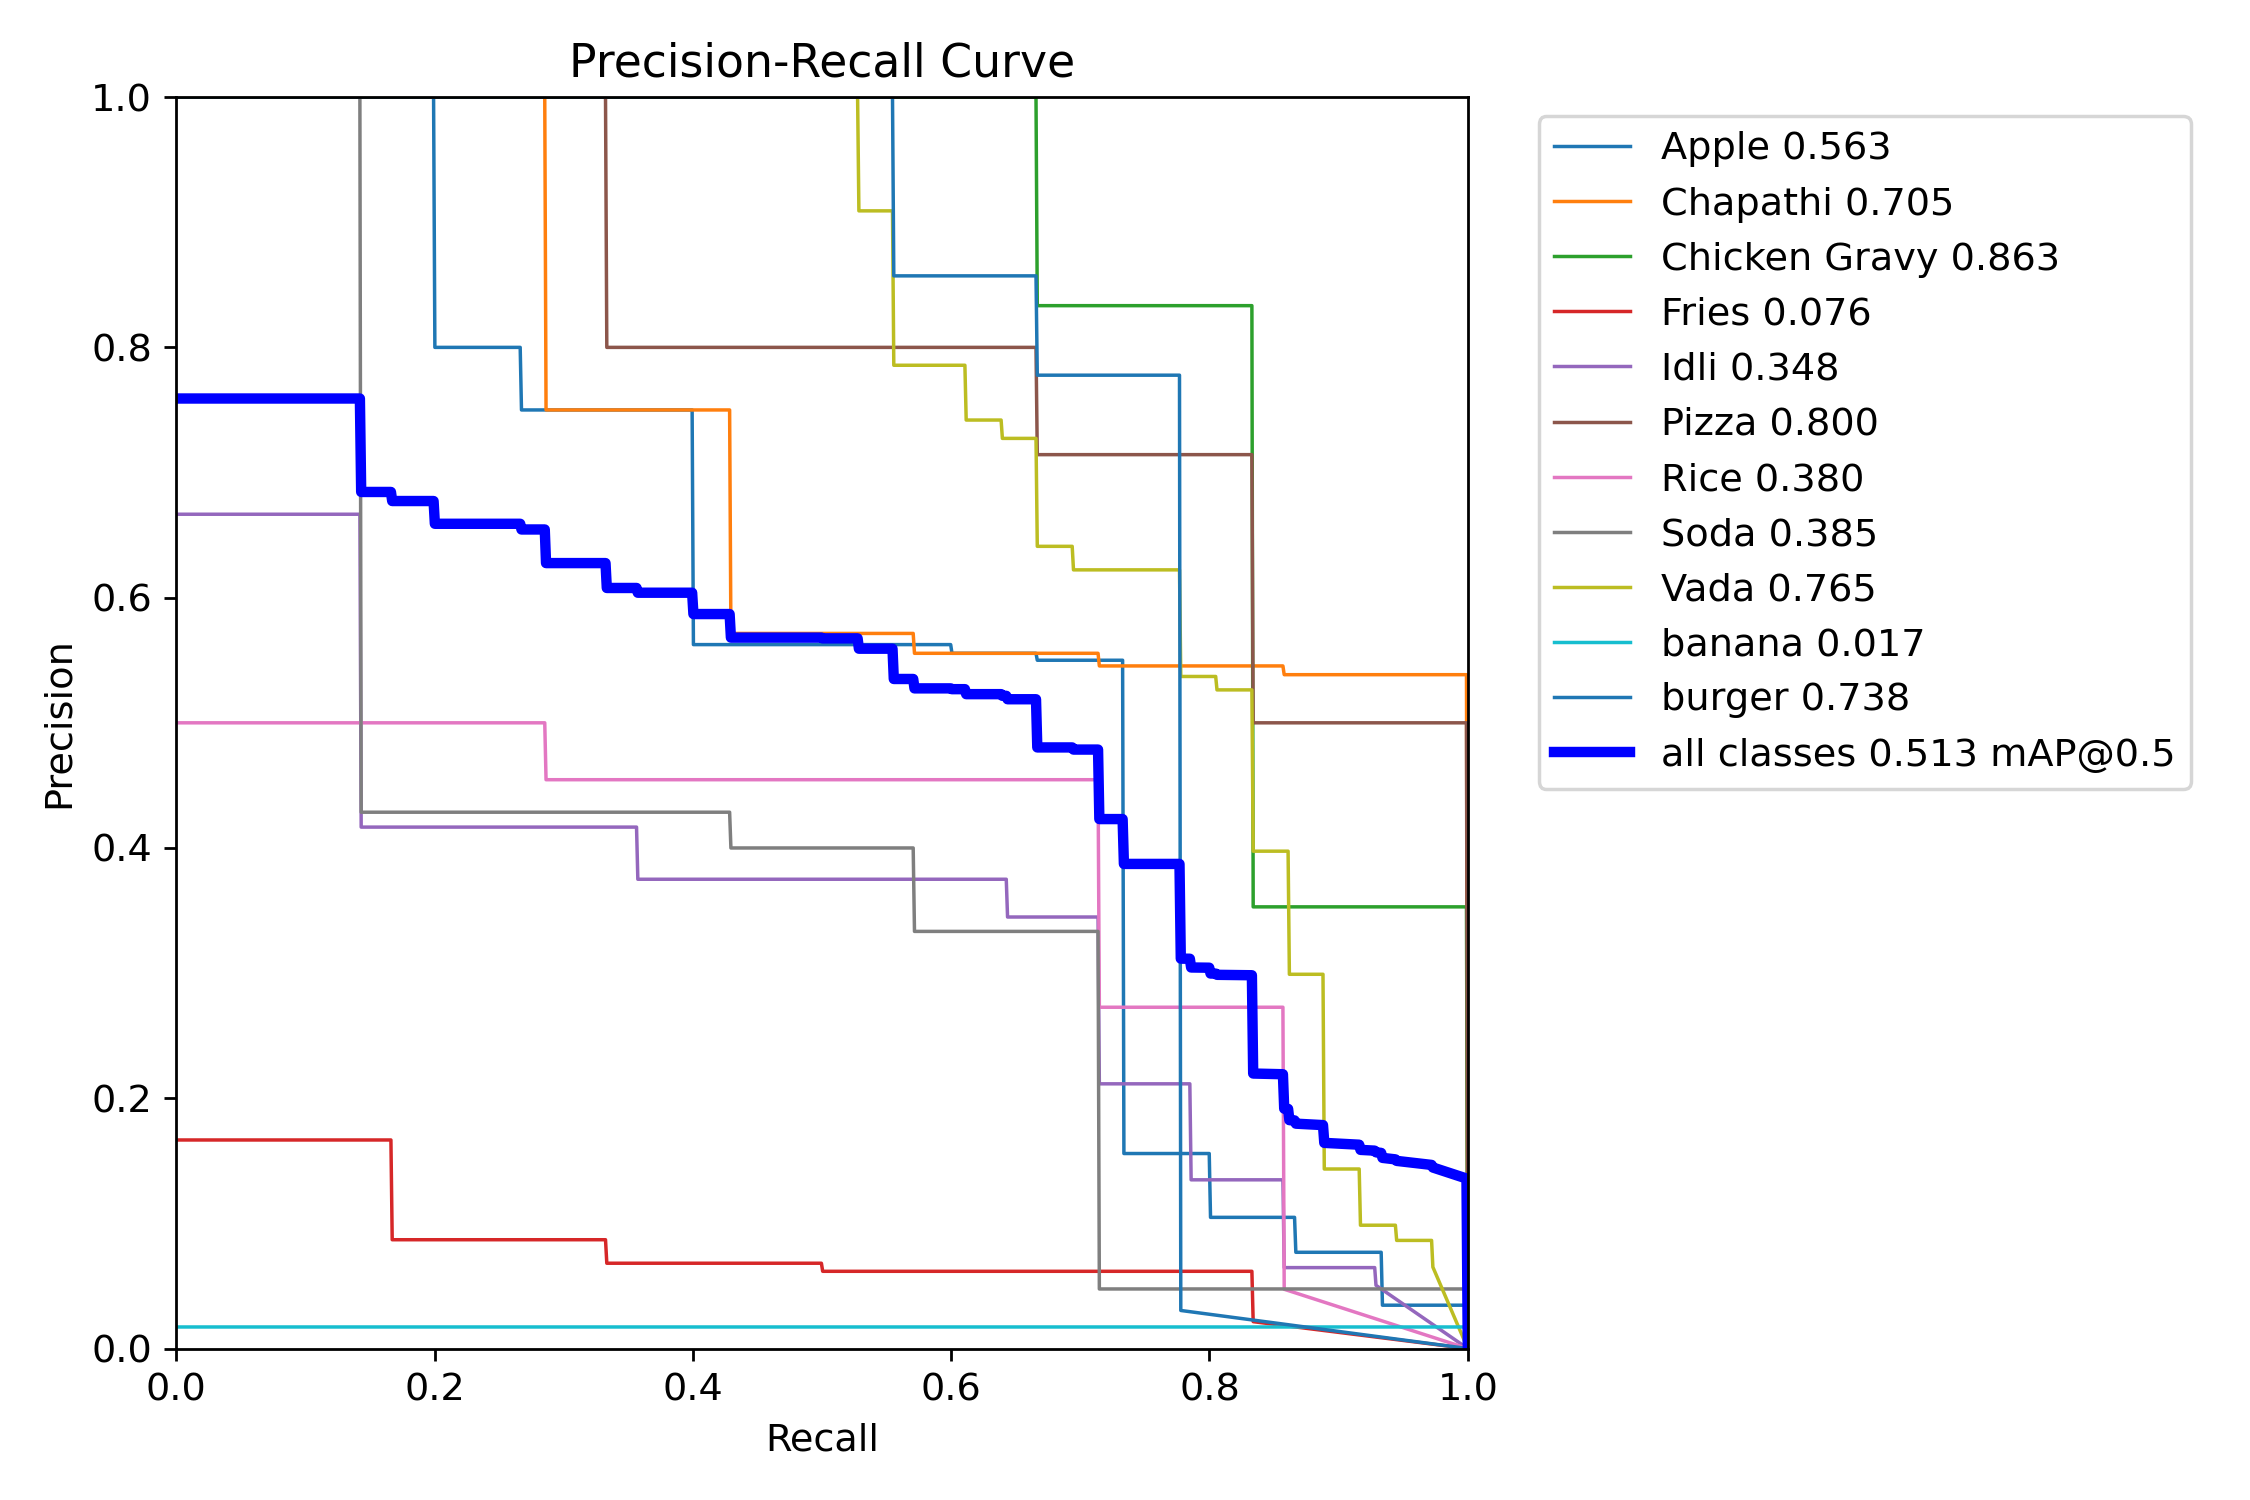 Precision-Recall Curve
1.0
0.8
0.6
0.4
0.2
0.0
Precision
0.0 0.2 0.4 0.6 0.8 1.0
Recall
Apple 0.563
Chapathi 0.705
Chicken Gravy 0.863
Fries 0.076
Idli 0.348
Pizza 0.800
Rice 0.380
Soda 0.385
Vada 0.765
banana 0.017
burger 0.738
all classes 0.513 mAP@0.5